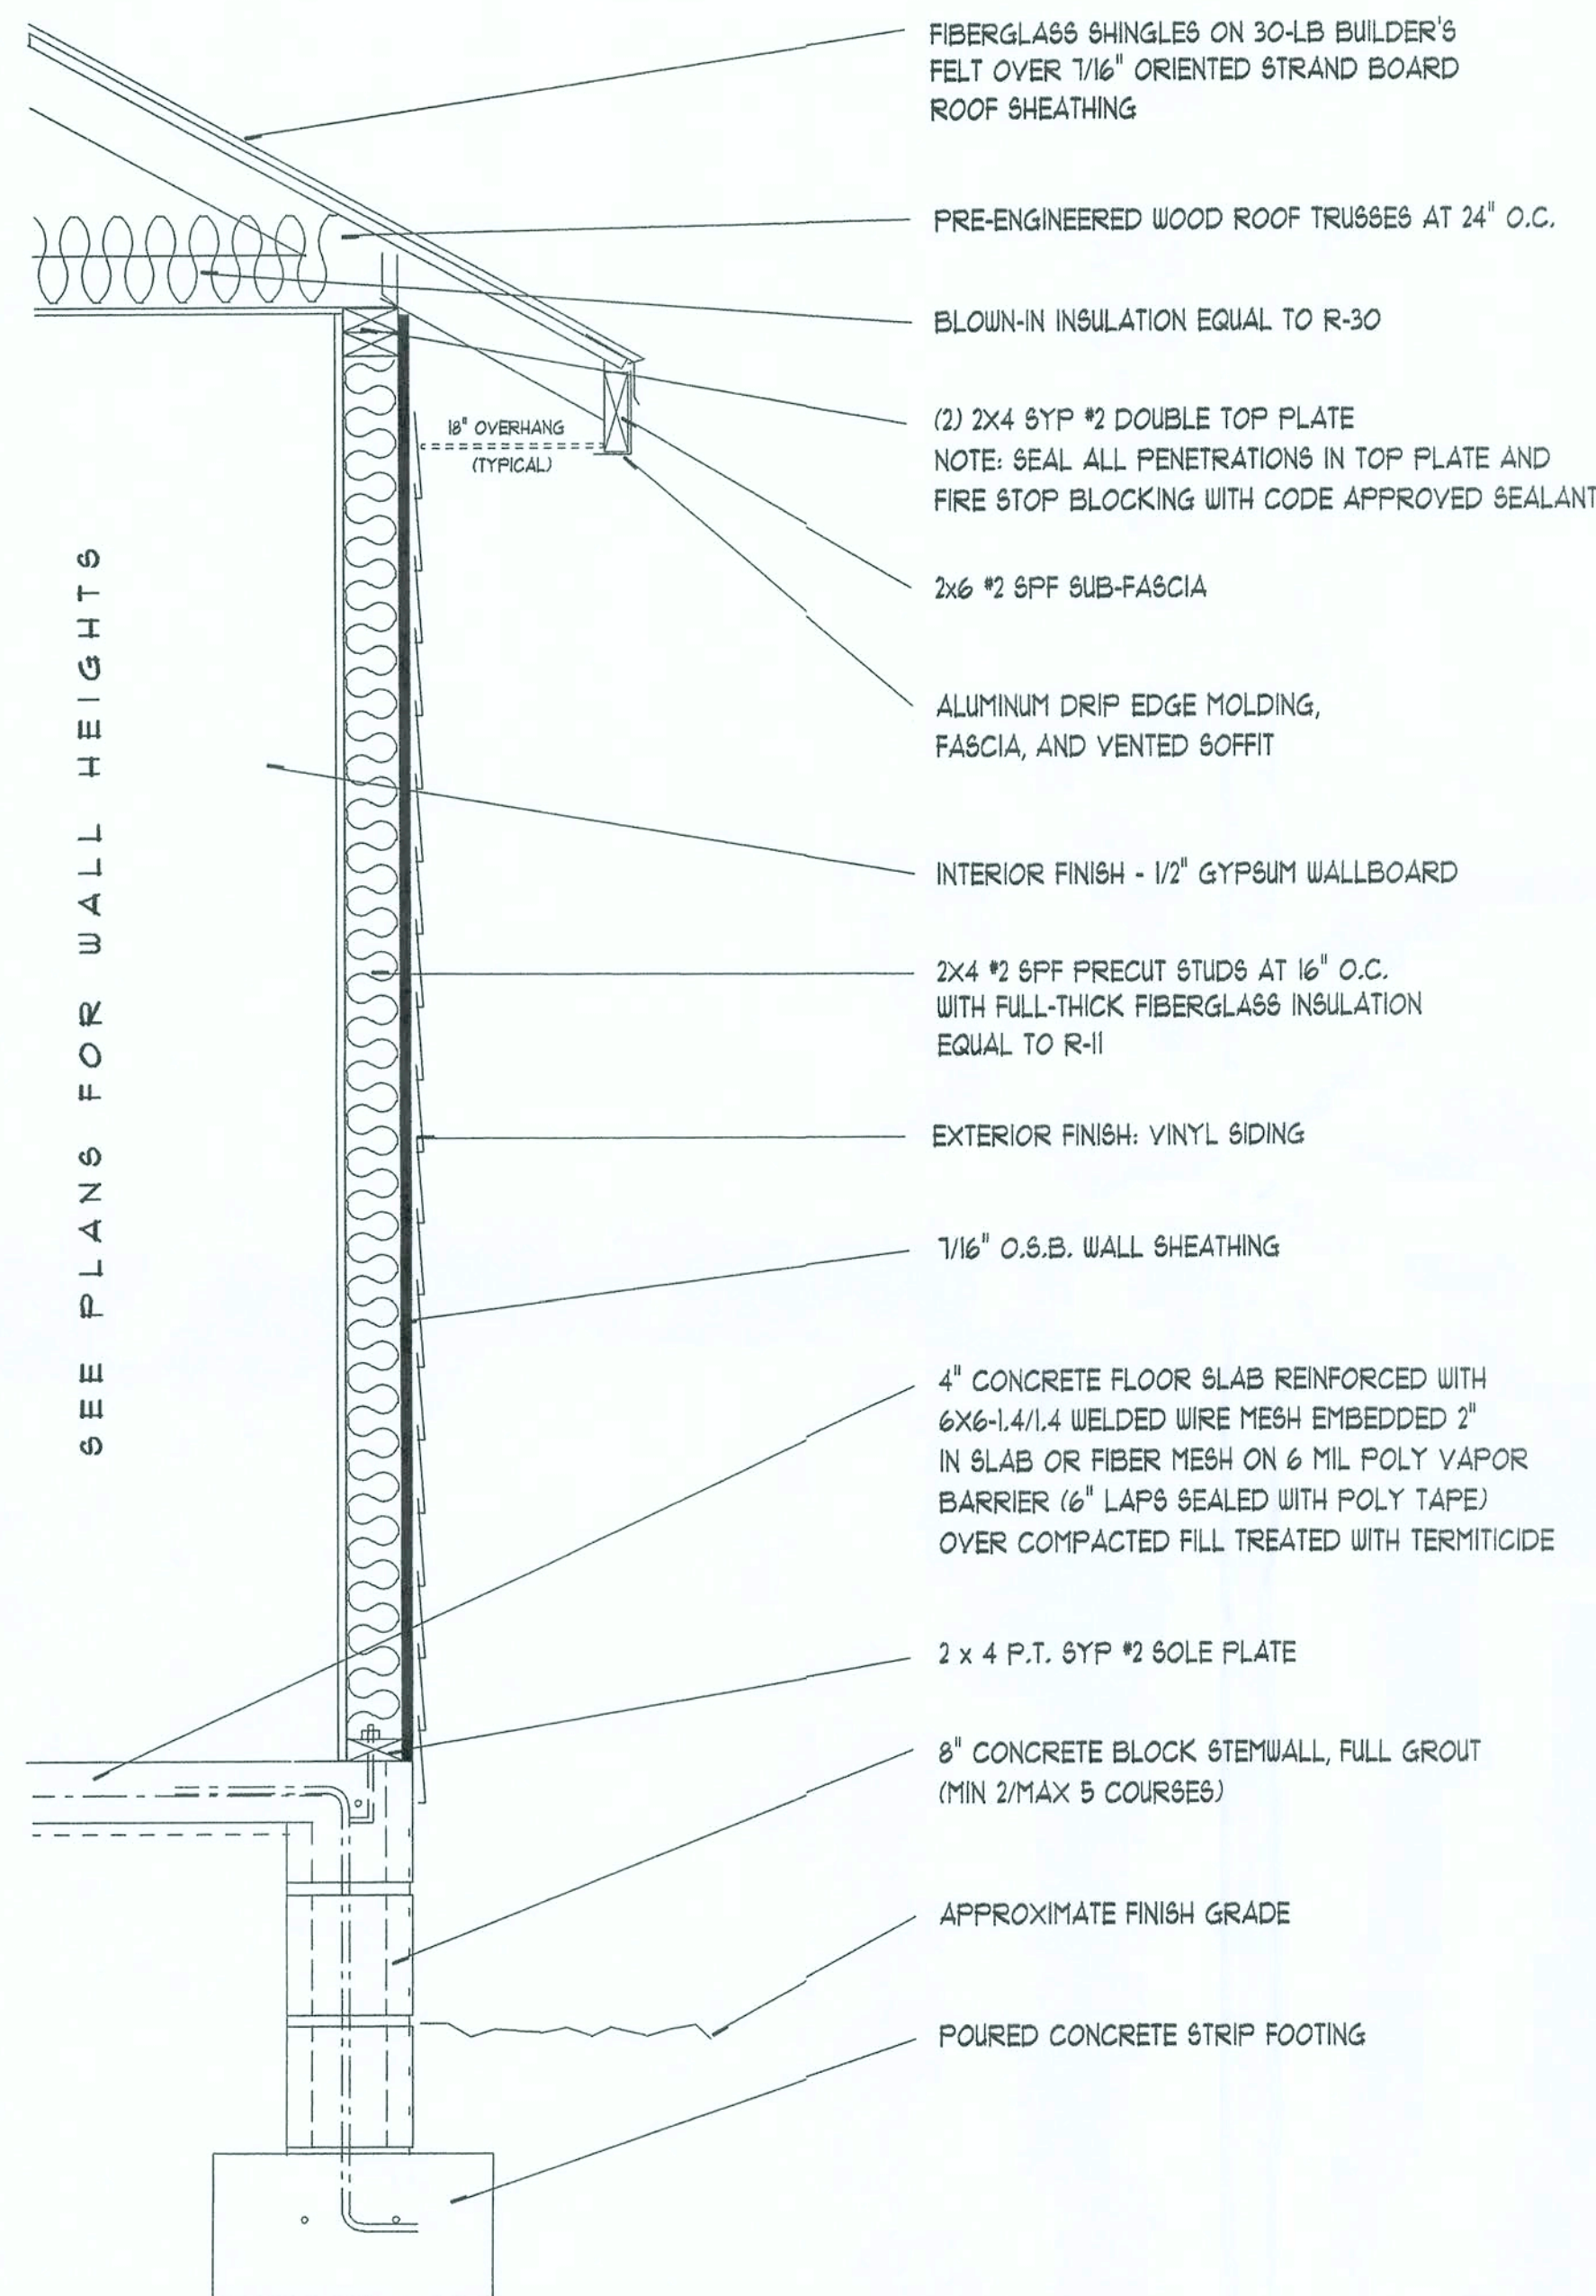 FIBERGLASS SHINGLES ON 30-LB BUILDER'S
FELT OVER 7/16" ORIENTED STRAND BOARD
ROOF SHEATHING
PRE-ENGINEERED WOOD ROOF TRUSSES AT 24" O.C.
BLOWN-IN INSULATION EQUAL TO R-30
(2) 2X4 SYP #2 DOUBLE TOP PLATE
NOTE: SEAL ALL PENETRATIONS IN TOP PLATE AND
FIRE STOP BLOCKING WITH CODE APPROVED SEALANT
18" OVERHANG
(TYPICAL)
2x6 #2 SPF SUB-FASCIA
ALUMINUM DRIP EDGE MOLDING,
FASCIA, AND VENTED SOFFIT
SEE PLANS FOR WALL HEIGHTS
INTERIOR FINISH - 1/2" GYPSUM WALLBOARD
2X4 #2 SPF PRECUT STUDS AT 16" O.C.
WITH FULL-THICK FIBERGLASS INSULATION
EQUAL TO R-11
EXTERIOR FINISH: VINYL SIDING
7/16" O.S.B. WALL SHEATHING
4" CONCRETE FLOOR SLAB REINFORCED WITH
6X6-1.4/1.4 WELDED WIRE MESH EMBEDDED 2"
IN SLAB OR FIBER MESH ON 6 MIL POLY VAPOR
BARRIER (6" LAPS SEALED WITH POLY TAPE)
OVER COMPACTED FILL TREATED WITH TERMITICIDE
2 x 4 P.T. SYP #2 SOLE PLATE
8" CONCRETE BLOCK STEMWALL, FULL GROUT
(MIN 2/MAX 5 COURSES)
APPROXIMATE FINISH GRADE
POURED CONCRETE STRIP FOOTING